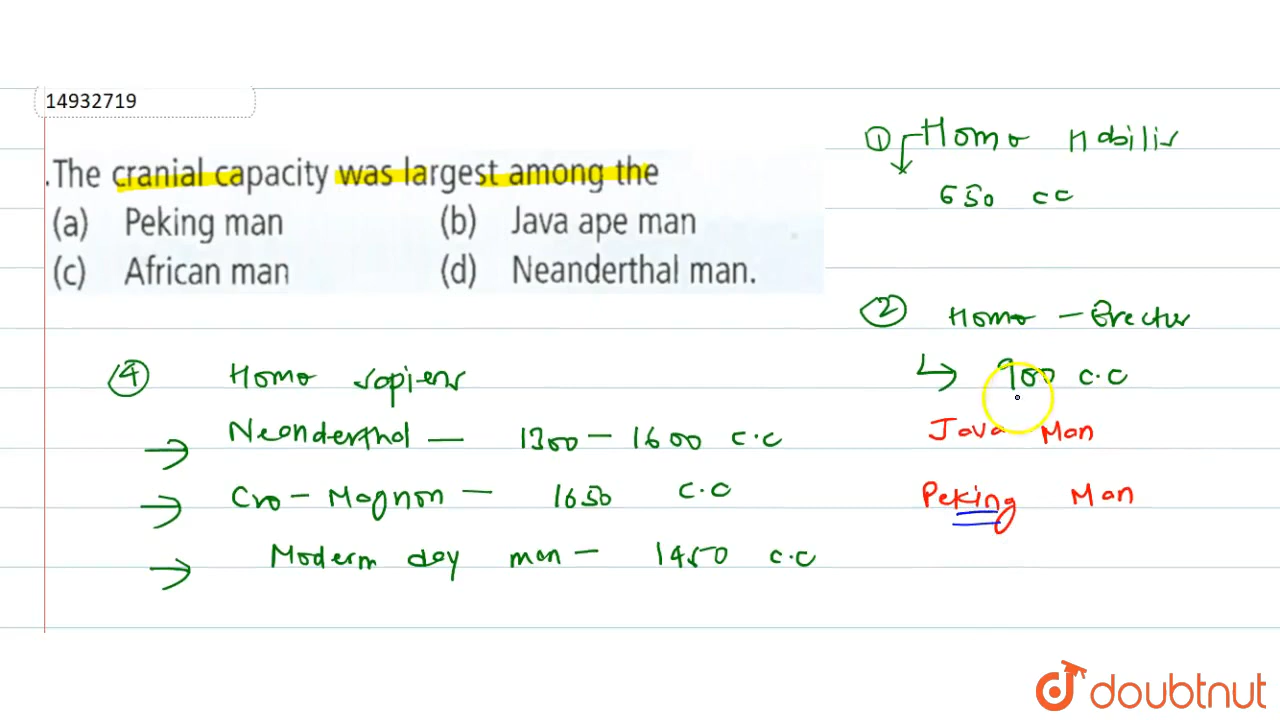 14932719
.The cranial capacity was largest among the
(a) Peking man (b) Java ape man
(c) African man (d) Neanderthal man.
① Homo Habilis
650 cc
② Homo - Erectus
900 c.c
Java Man
Peking Man
④ Homo sapiens
Neanderthal — 1300 - 1600 c.c
Cro - Magnon — 1650 c.c
Modern day man - 1450 c.c
doubtnut